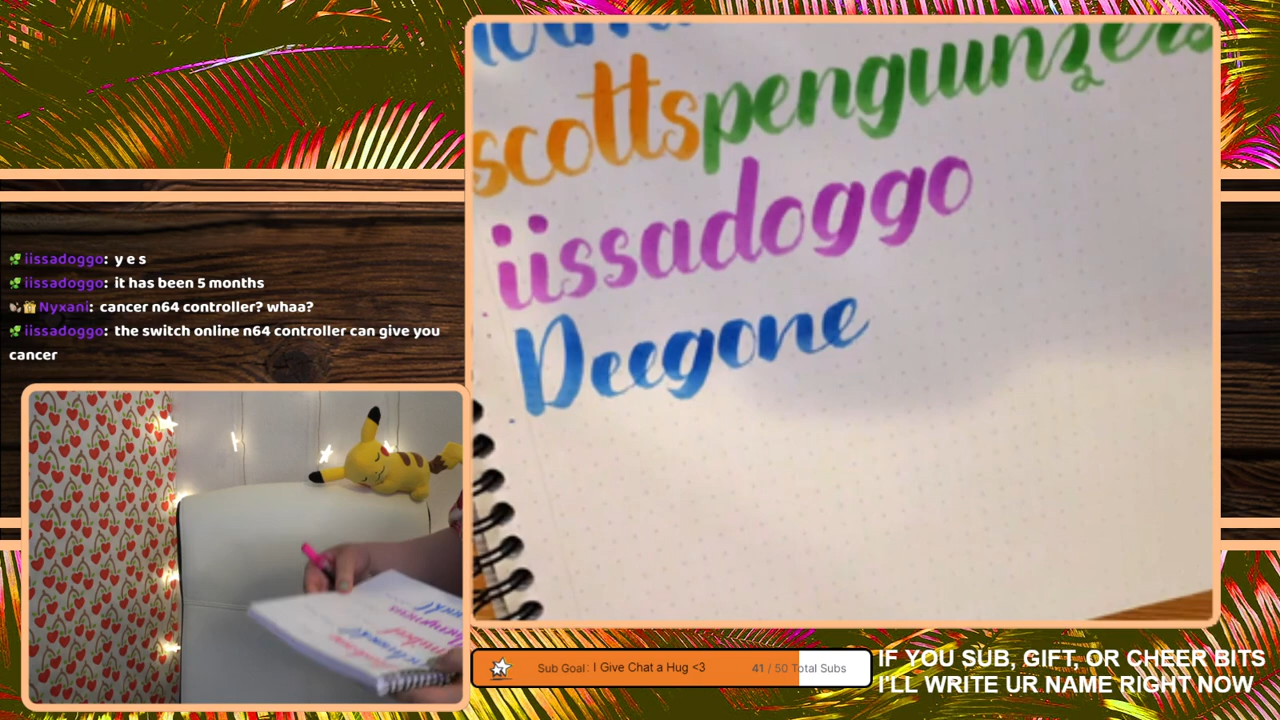 scottspenguinzero
iissadoggo
Deegone
iissadoggo: y e s
iissadoggo: it has been 5 months
Nyxani: cancer n64 controller? whaa?
iissadoggo: the switch online n64 controller can give you
cancer
Sub Goal: I Give Chat a Hug <3 41 / 50 Total Subs
IF YOU SUB, GIFT, OR CHEER BITS
I'LL WRITE UR NAME RIGHT NOW